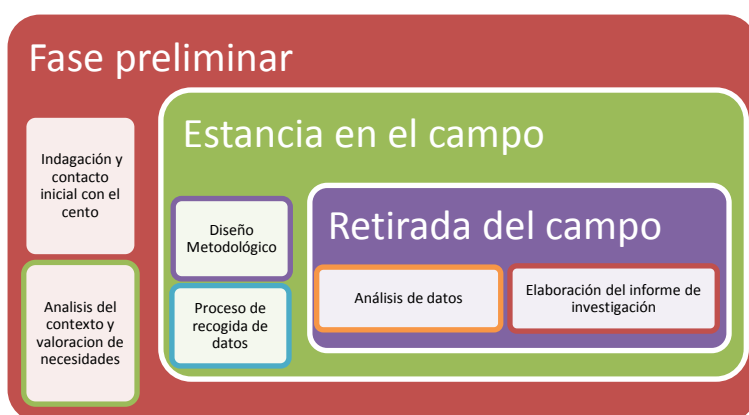 Fase preliminar
Indagación y
contacto
inicial con el
cento
Analisis del
contexto y
valoracion de
necesidades
Estancia en el campo
Diseño
Metodológico
Proceso de
recogida de
datos
Retirada del campo
Análisis de datos
Elaboración del informe de
investigación